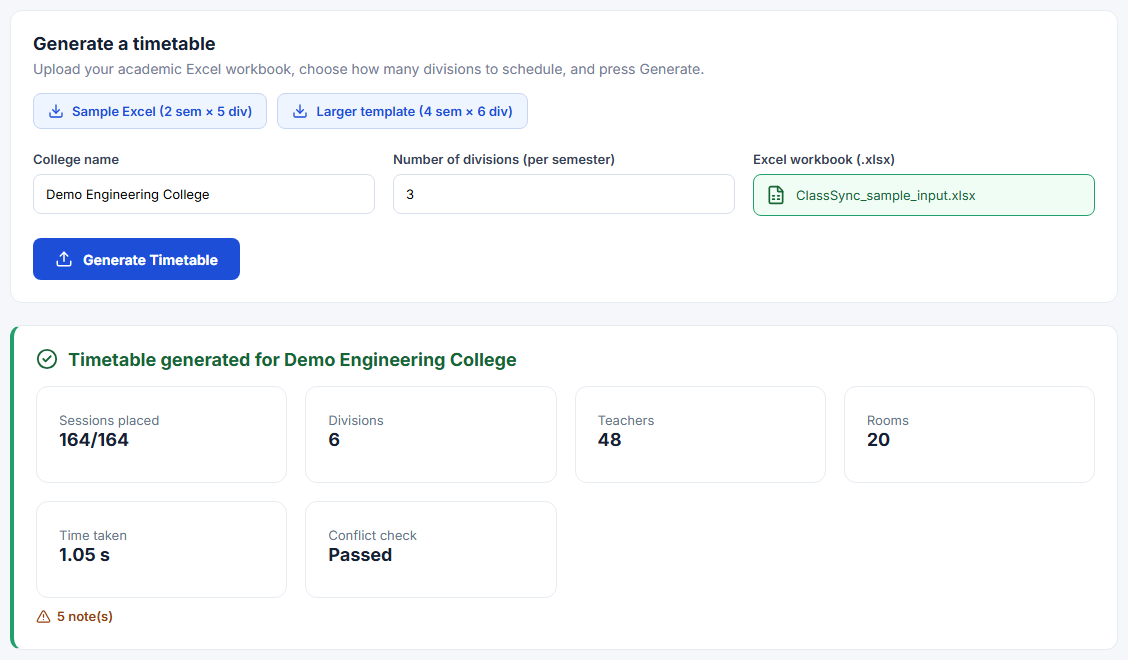 Generate a timetable
Upload your academic Excel workbook, choose how many divisions to schedule, and press Generate.
Sample Excel (2 sem × 5 div)
Larger template (4 sem × 6 div)
College name
Number of divisions (per semester)
Excel workbook (.xlsx)
Demo Engineering College
3
ClassSync_sample_input.xlsx
Generate Timetable
Timetable generated for Demo Engineering College
Sessions placed
164/164
Divisions
6
Teachers
48
Rooms
20
Time taken
1.05 s
Conflict check
Passed
5 note(s)